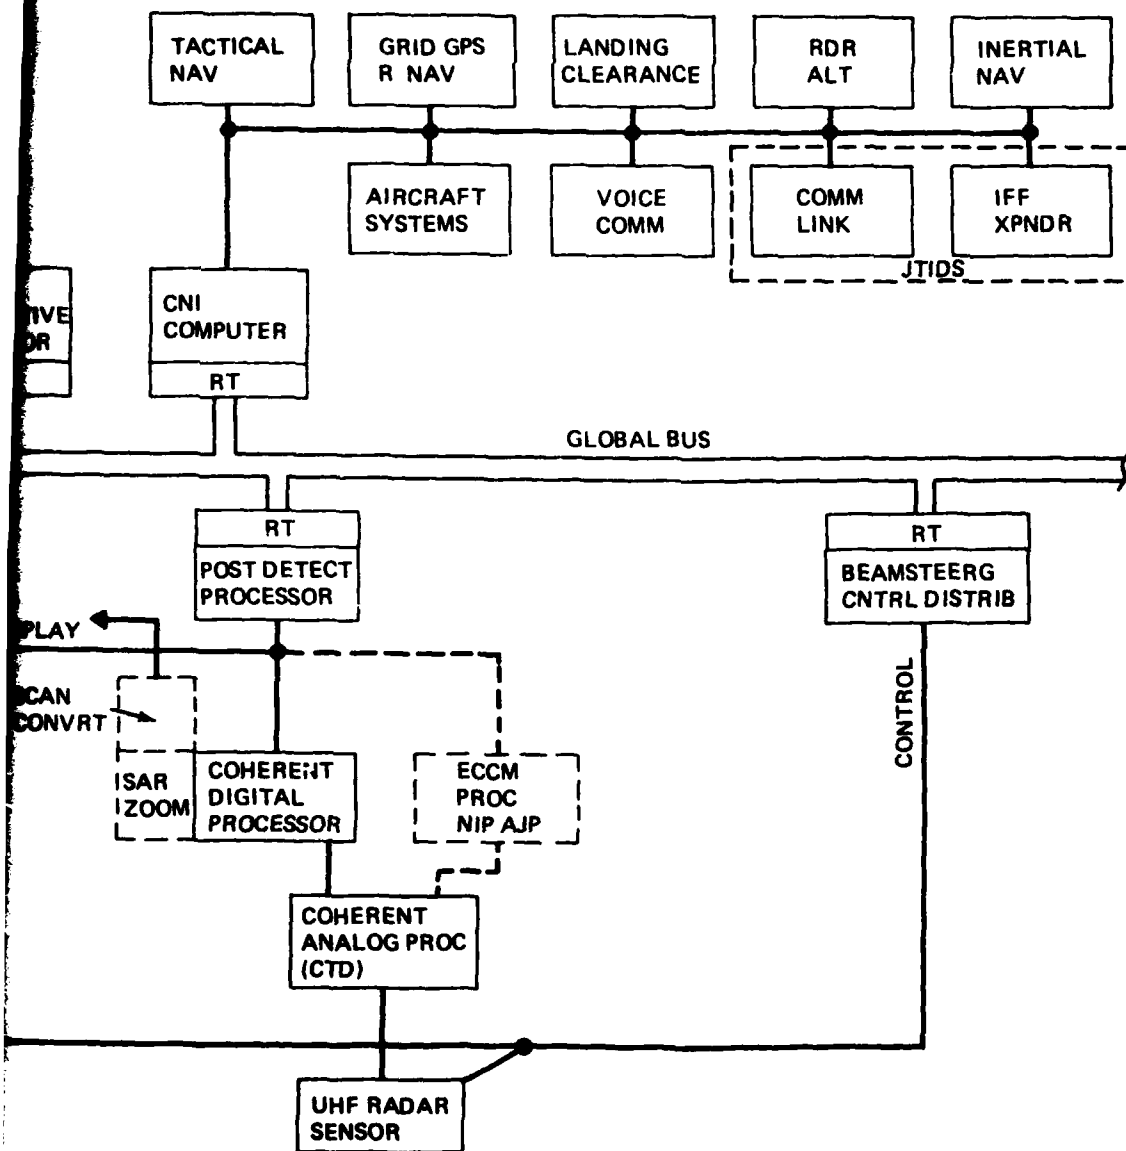 TACTICAL
NAV
GRID GPS
R NAV
LANDING
CLEARANCE
RDR
ALT
INERTIAL
NAV
AIRCRAFT
SYSTEMS
VOICE
COMM
COMM
LINK
IFF
XPNDR
JTIDS
CNI
COMPUTER
RT
GLOBAL BUS
RT
POST DETECT
PROCESSOR
RT
BEAMSTEERG
CNTRL DISTRIB
CONTROL
CONVRT
SAR
ZOOM
COHERENT
DIGITAL
PROCESSOR
ECCM
PROC
NIP AJP
COHERENT
ANALOG PROC
(CTD)
UHF RADAR
SENSOR